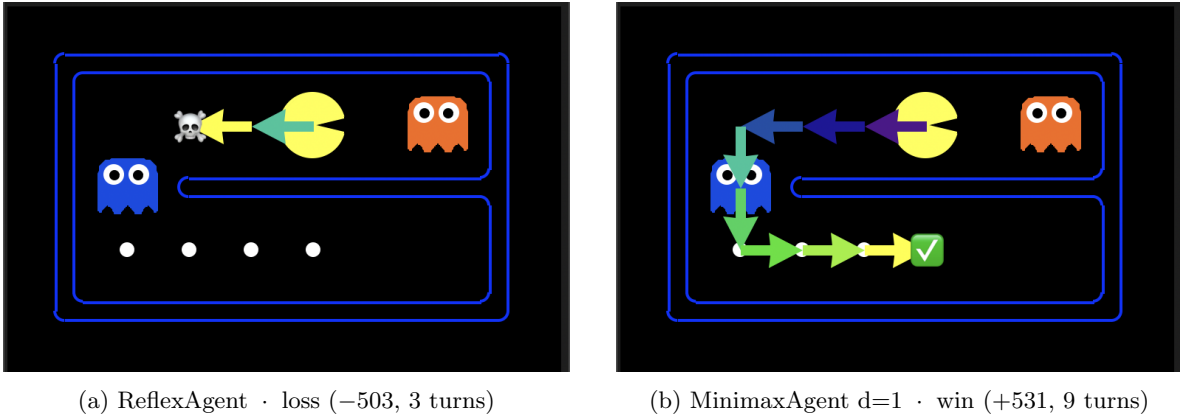 (a) ReflexAgent · loss (−503, 3 turns)
(b) MinimaxAgent d=1 · win (+531, 9 turns)